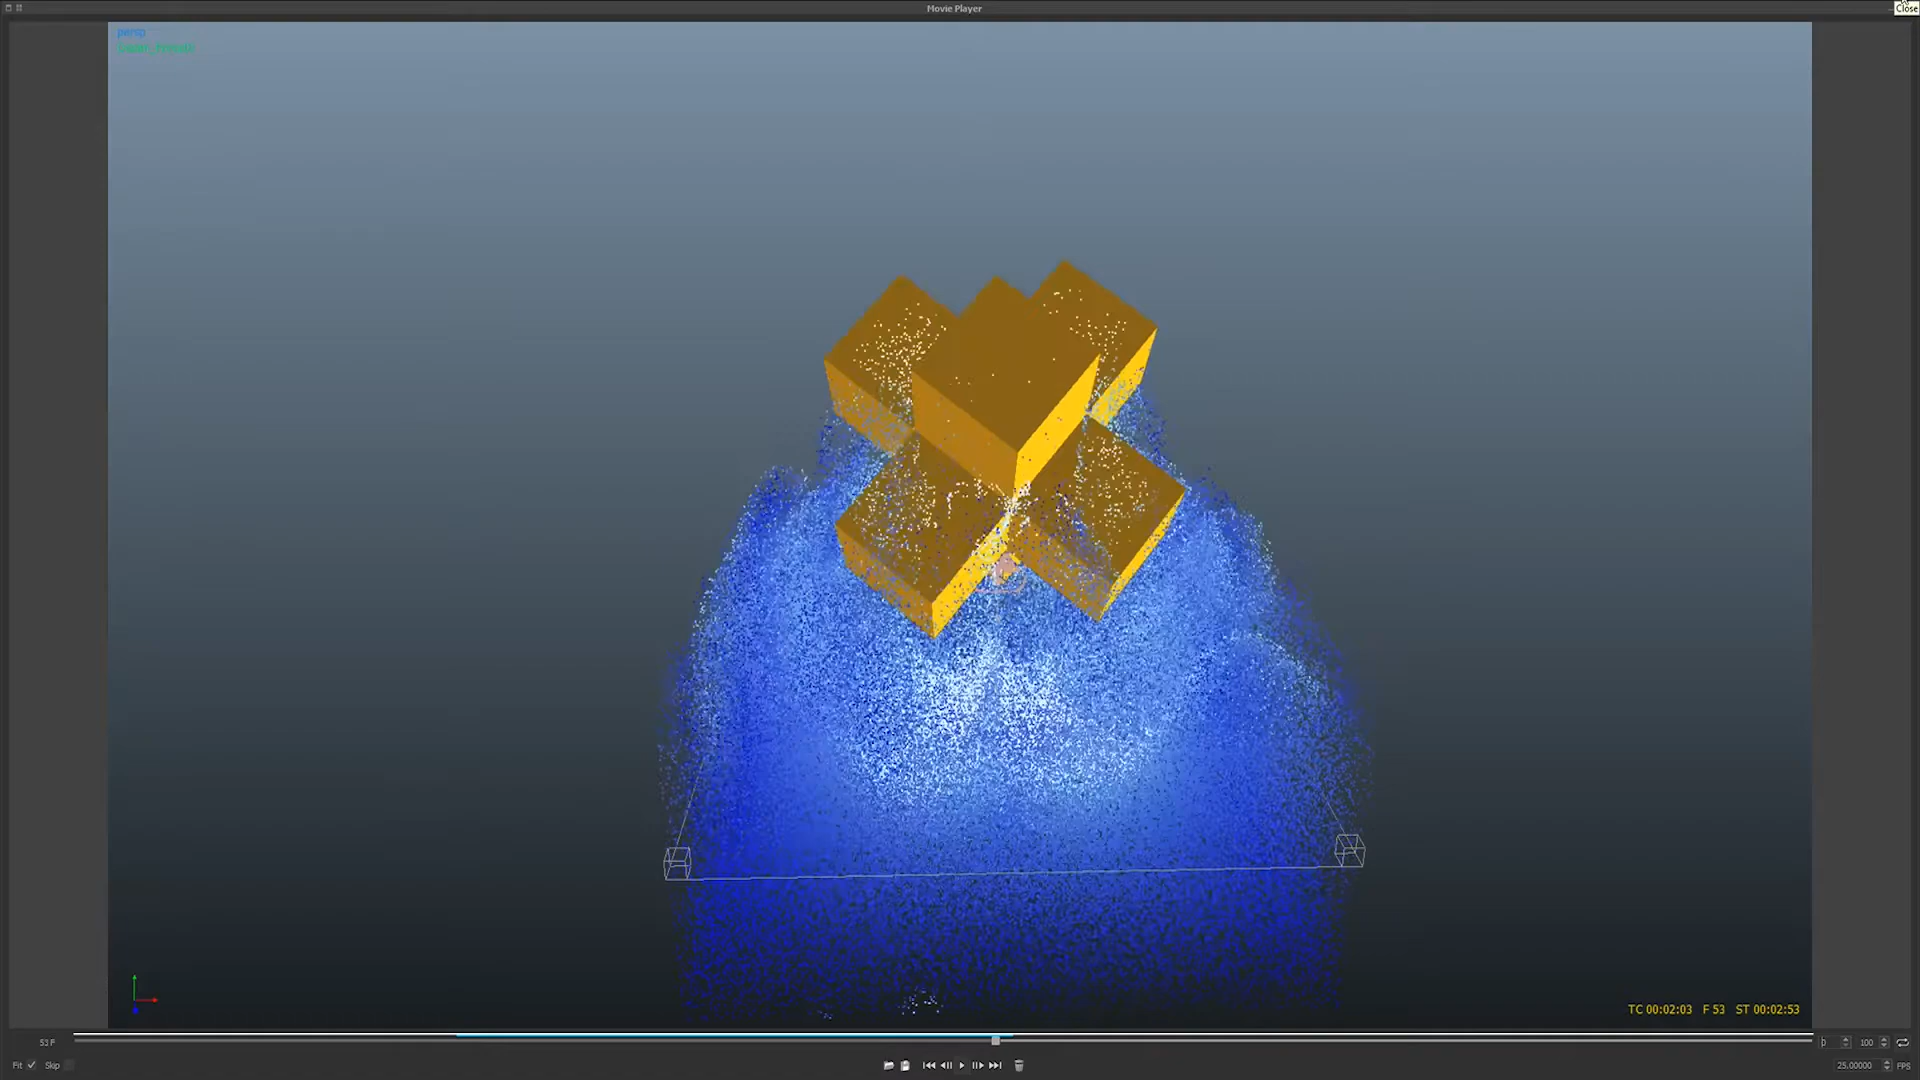 Movie Player
Close
persp
TC 00:02:03 F 53 ST 00:02:53
53 F
100
Fit Skip
25.00000 FPS